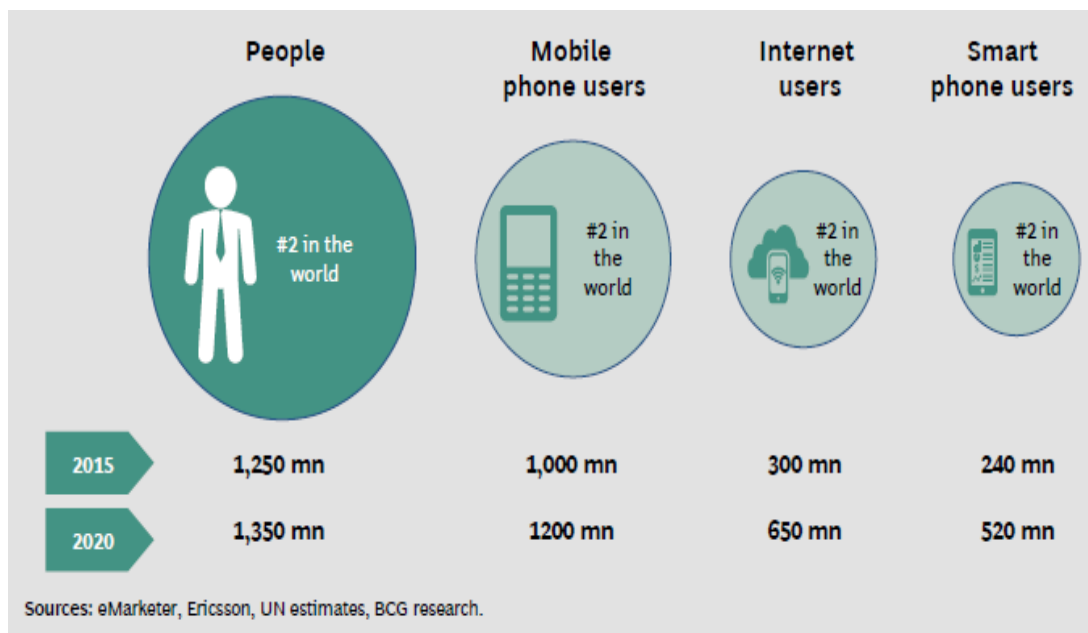 People
Mobile
phone users
Internet
users
Smart
phone users
#2 in the
world
#2 in
the
world
#2 in
the
world
#2 in
the
world
2015
1,250 mn
1,000 mn
300 mn
240 mn
2020
1,350 mn
1200 mn
650 mn
520 mn
Sources: eMarketer, Ericsson, UN estimates, BCG research.